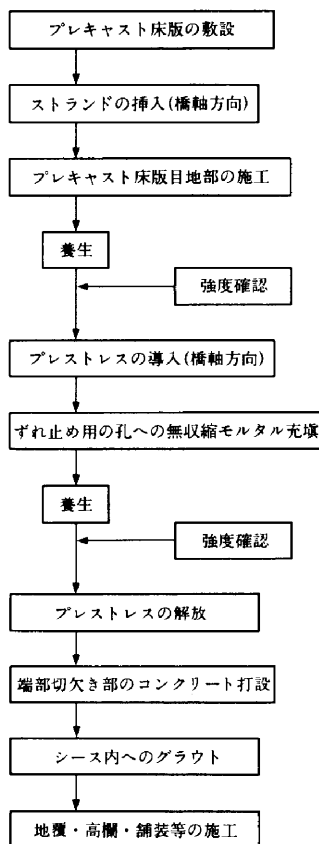 プレキャスト床版の敷設
ストランドの挿入(橋軸方向)
プレキャスト床版目地部の施工
養生
強度確認
プレストレスの導入(橋軸方向)
ずれ止め用の孔への無収縮モルタル充塡
養生
強度確認
プレストレスの解放
端部切欠き部のコンクリート打設
シース内へのグラウト
地覆・高欄・舗装等の施工